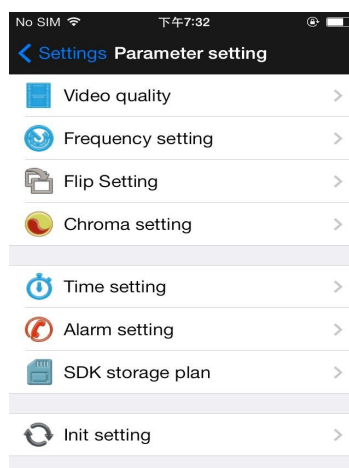 No SIM 下午7:32
Settings Parameter setting
Video quality
Frequency setting
Flip Setting
Chroma setting
Time setting
Alarm setting
SDK storage plan
Init setting